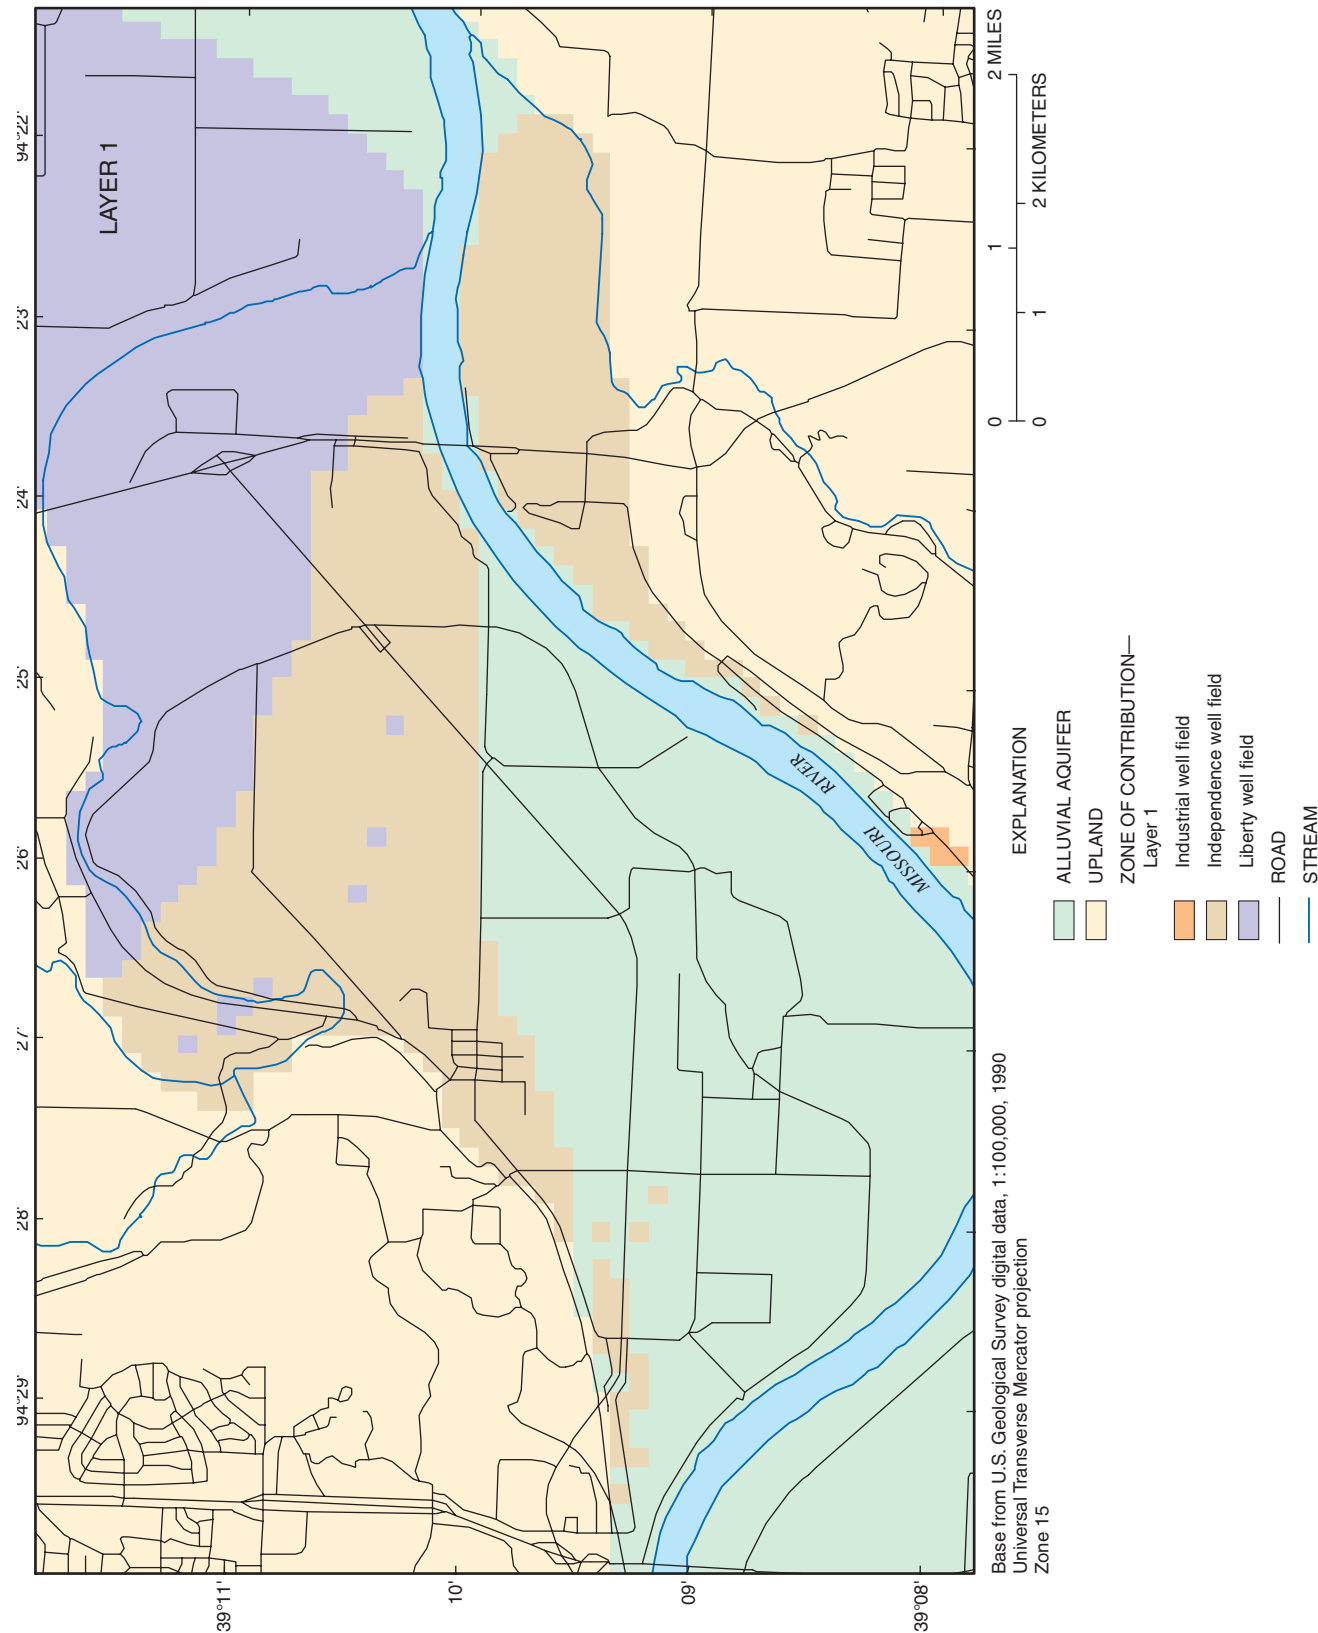 94°29'
28'
27'
26'
25'
24'
23'
94°22'
LAYER 1
39°11'
10'
09'
39°08'
MISSOURI
RIVER
Base from U.S. Geological Survey digital data, 1:100,000, 1990
Universal Transverse Mercator projection
Zone 15
0 1 2 MILES
0 1 2 KILOMETERS
EXPLANATION
ALLUVIAL AQUIFER
UPLAND
ZONE OF CONTRIBUTION—
Layer 1
Industrial well field
Independence well field
Liberty well field
ROAD
STREAM